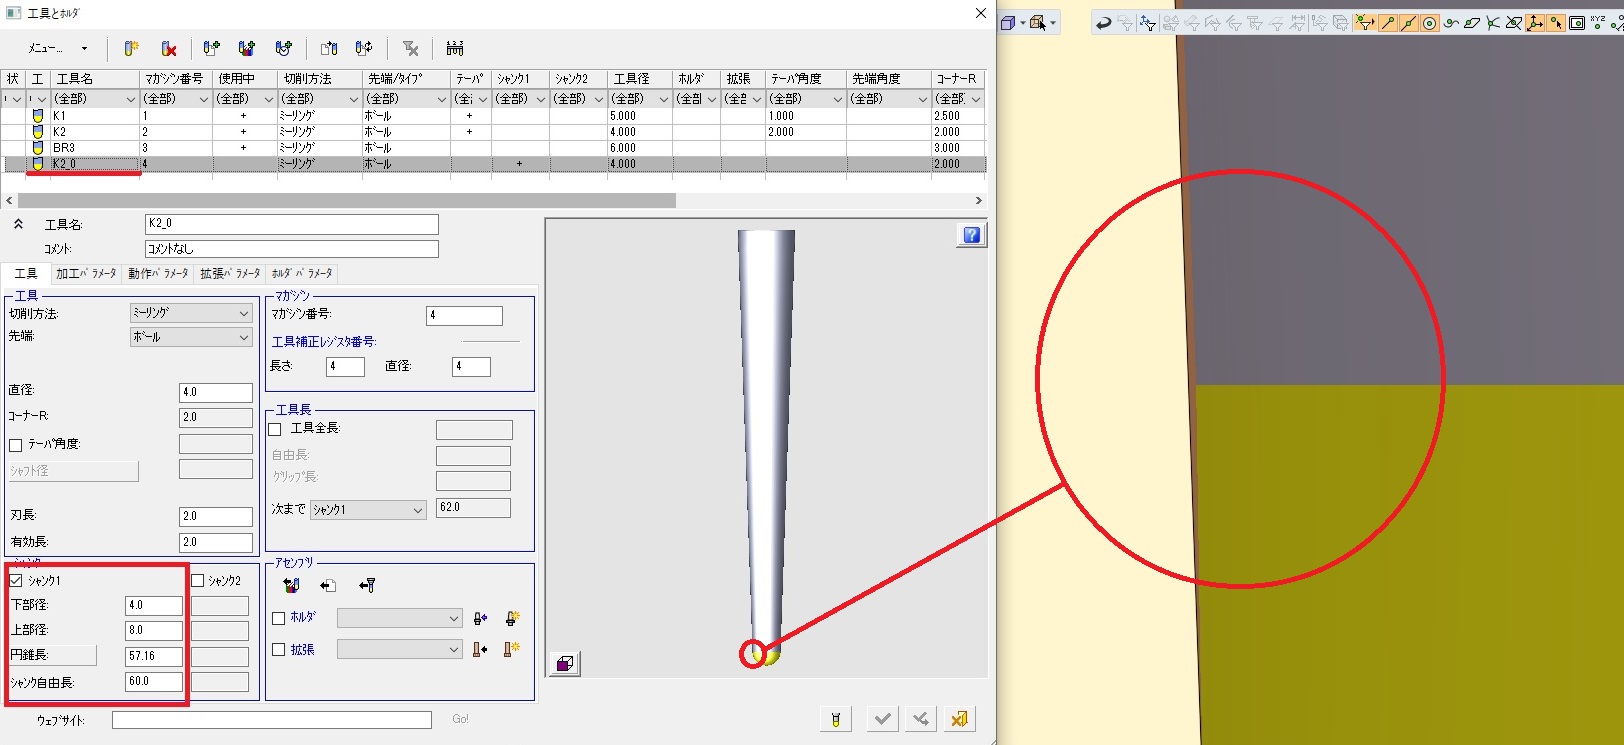 工具とﾎﾙﾀﾞ
ﾒﾆｭｰ...
状 工 工具名 ﾏｶﾞｼﾞﾝ番号 使用中 切削方法 先端/ﾀｲﾌﾟ ﾃｰﾊﾟ ｼｬﾝｸ1 ｼｬﾝｸ2 工具径 ﾎﾙﾀﾞ 拡張 ﾃｰﾊﾟ角度 先端角度 ｺｰﾅｰR
(全部) (全部) (全部) (全部) (全部) (全 (全部) (全部) (全部) (全部 (全部 (全部) (全部) (全部
K1 1 + ﾐｰﾘﾝｸﾞ ﾎﾞｰﾙ + 5.000 1.000 2.500
K2 2 + ﾐｰﾘﾝｸﾞ ﾎﾞｰﾙ + 4.000 2.000 2.000
BR3 3 + ﾐｰﾘﾝｸﾞ ﾎﾞｰﾙ 6.000 3.000
K2_0 4 ﾐｰﾘﾝｸﾞ ﾎﾞｰﾙ + 4.000 2.000
工具名: K2_0
ｺﾒﾝﾄ: ｺﾒﾝﾄなし
工具 加工ﾊﾟﾗﾒｰﾀ 動作ﾊﾟﾗﾒｰﾀ 拡張ﾊﾟﾗﾒｰﾀ ﾎﾙﾀﾞﾊﾟﾗﾒｰﾀ
工具
切削方法: ﾐｰﾘﾝｸﾞ
先端: ﾎﾞｰﾙ
直径: 4.0
ｺｰﾅｰR: 2.0
ﾃｰﾊﾟ角度:
ｼｬﾌﾄ径
刃長: 2.0
有効長: 2.0
ｼｬﾝｸ
ｼｬﾝｸ1 ｼｬﾝｸ2
下部径: 4.0
上部径: 8.0
円錐長: 57.16
ｼｬﾝｸ自由長: 60.0
ﾏｶﾞｼﾞﾝ
ﾏｶﾞｼﾞﾝ番号: 4
工具補正ﾚｼﾞｽﾀ番号:
長さ: 4 直径: 4
工具長
工具全長:
自由長:
ｸﾞﾘｯﾌﾟ長:
次まで ｼｬﾝｸ1 62.0
ｱｾﾝﾌﾞﾘ
ﾎﾙﾀﾞ
拡張
ｳｪﾌﾞｻｲﾄ: Go!
XYZ